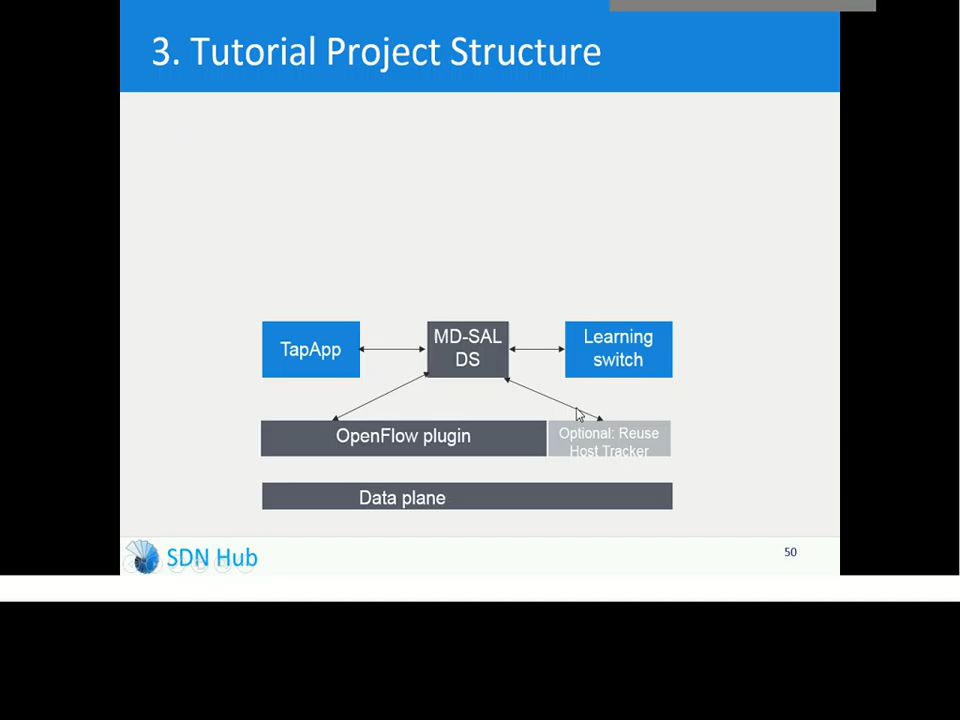 3. Tutorial Project Structure
TapApp
MD-SAL
DS
Learning
switch
OpenFlow plugin
Optional: Reuse
Host Tracker
Data plane
SDN Hub
50